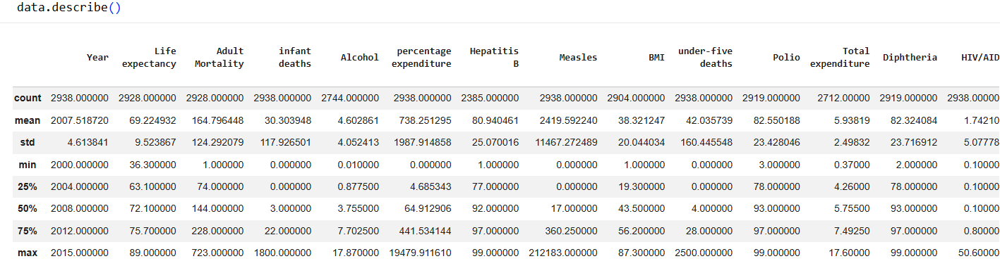 data.describe()
Year Life expectancy Adult Mortality infant deaths Alcohol percentage expenditure Hepatitis B Measles BMI under-five deaths Polio Total expenditure Diphtheria HIV/AID
count 2938.000000 2928.000000 2928.000000 2938.000000 2744.000000 2938.000000 2385.000000 2938.000000 2904.000000 2938.000000 2919.000000 2712.00000 2919.000000 2938.00000
mean 2007.518720 69.224932 164.796448 30.303948 4.602861 738.251295 80.940461 2419.592240 38.321247 42.035739 82.550188 5.93819 82.324084 1.74210
std 4.613841 9.523867 124.292079 117.926501 4.052413 1987.914858 25.070016 11467.272489 20.044034 160.445548 23.428046 2.49832 23.716912 5.07778
min 2000.000000 36.300000 1.000000 0.000000 0.010000 0.000000 1.000000 0.000000 1.000000 0.000000 3.000000 0.37000 2.000000 0.10000
25% 2004.000000 63.100000 74.000000 0.000000 0.877500 4.685343 77.000000 0.000000 19.300000 0.000000 78.000000 4.26000 78.000000 0.10000
50% 2008.000000 72.100000 144.000000 3.000000 3.755000 64.912906 92.000000 17.000000 43.500000 4.000000 93.000000 5.75500 93.000000 0.10000
75% 2012.000000 75.700000 228.000000 22.000000 7.702500 441.534144 97.000000 360.250000 56.200000 28.000000 97.000000 7.49250 97.000000 0.80000
max 2015.000000 89.000000 723.000000 1800.000000 17.870000 19479.911610 99.000000 212183.000000 87.300000 2500.000000 99.000000 17.60000 99.000000 50.60000